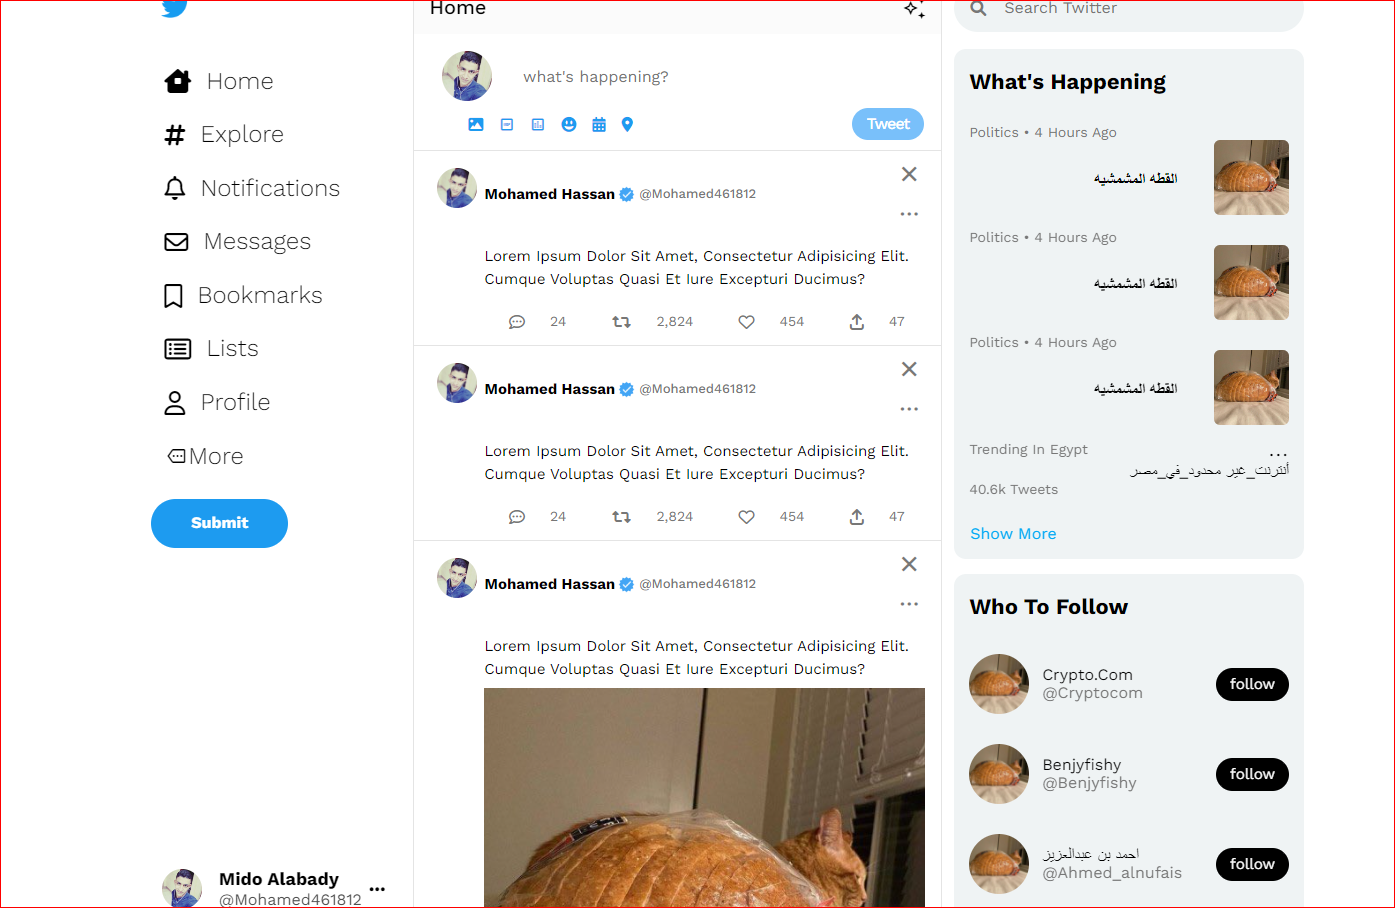 Home
Explore
Notifications
Messages
Bookmarks
Lists
Profile
More
Submit
Mido Alabady
@Mohamed461812
Home
what's happening?
Tweet
Mohamed Hassan @Mohamed461812
Lorem Ipsum Dolor Sit Amet, Consectetur Adipisicing Elit.
Cumque Voluptas Quasi Et Iure Excepturi Ducimus?
24 2,824 454 47
Mohamed Hassan @Mohamed461812
Lorem Ipsum Dolor Sit Amet, Consectetur Adipisicing Elit.
Cumque Voluptas Quasi Et Iure Excepturi Ducimus?
24 2,824 454 47
Mohamed Hassan @Mohamed461812
Lorem Ipsum Dolor Sit Amet, Consectetur Adipisicing Elit.
Cumque Voluptas Quasi Et Iure Excepturi Ducimus?
Search Twitter
What's Happening
Politics • 4 Hours Ago
القطه المشمشيه
Politics • 4 Hours Ago
القطه المشمشيه
Politics • 4 Hours Ago
القطه المشمشيه
Trending In Egypt
...
أنترنت_غير محدود_في_مصر
40.6k Tweets
Show More
Who To Follow
Crypto.Com
@Cryptocom
follow
Benjyfishy
@Benjyfishy
follow
احمد بن عبدالعزيز
@Ahmed_alnufais
follow